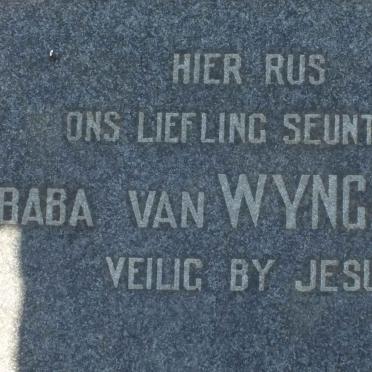 HIER RUS
ONS LIEFLING SEUNT
BABA VAN WYNG
VEILIG BY JESU